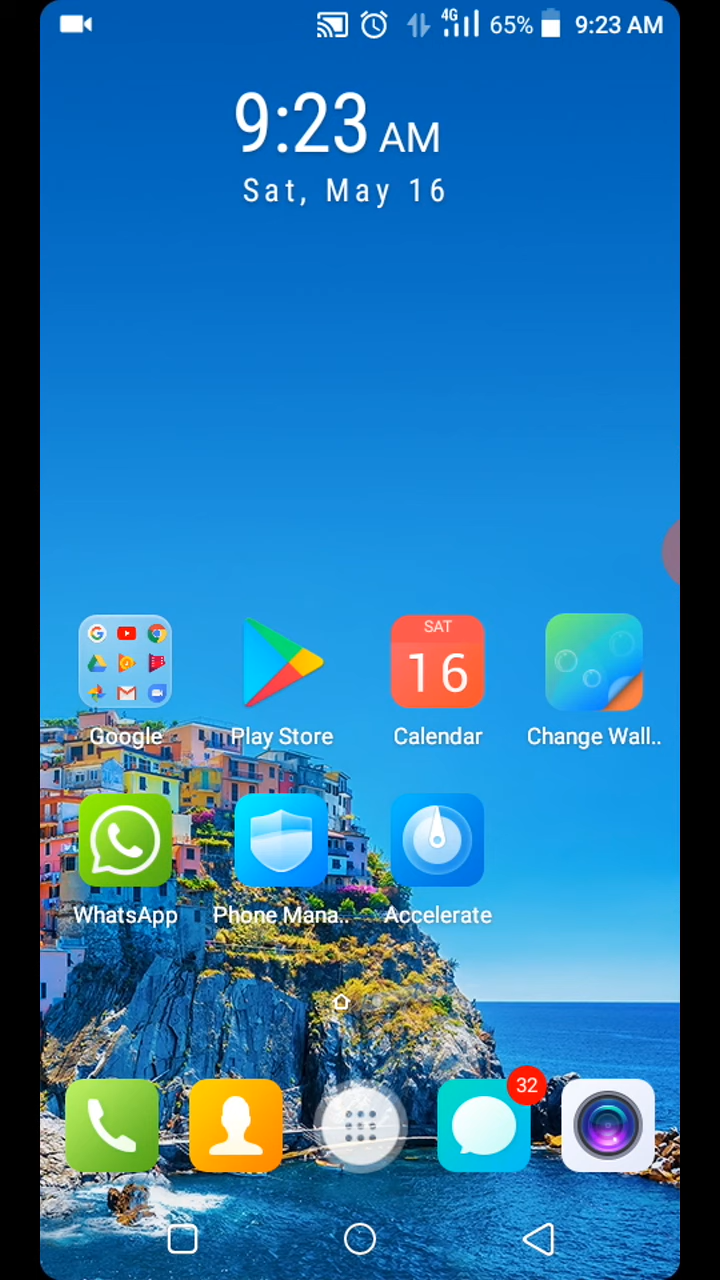 4G 65% 9:23 AM
9:23 AM
Sat, May 16
SAT
16
Google Play Store Calendar Change Wall..
WhatsApp Phone Mana.. Accelerate
32